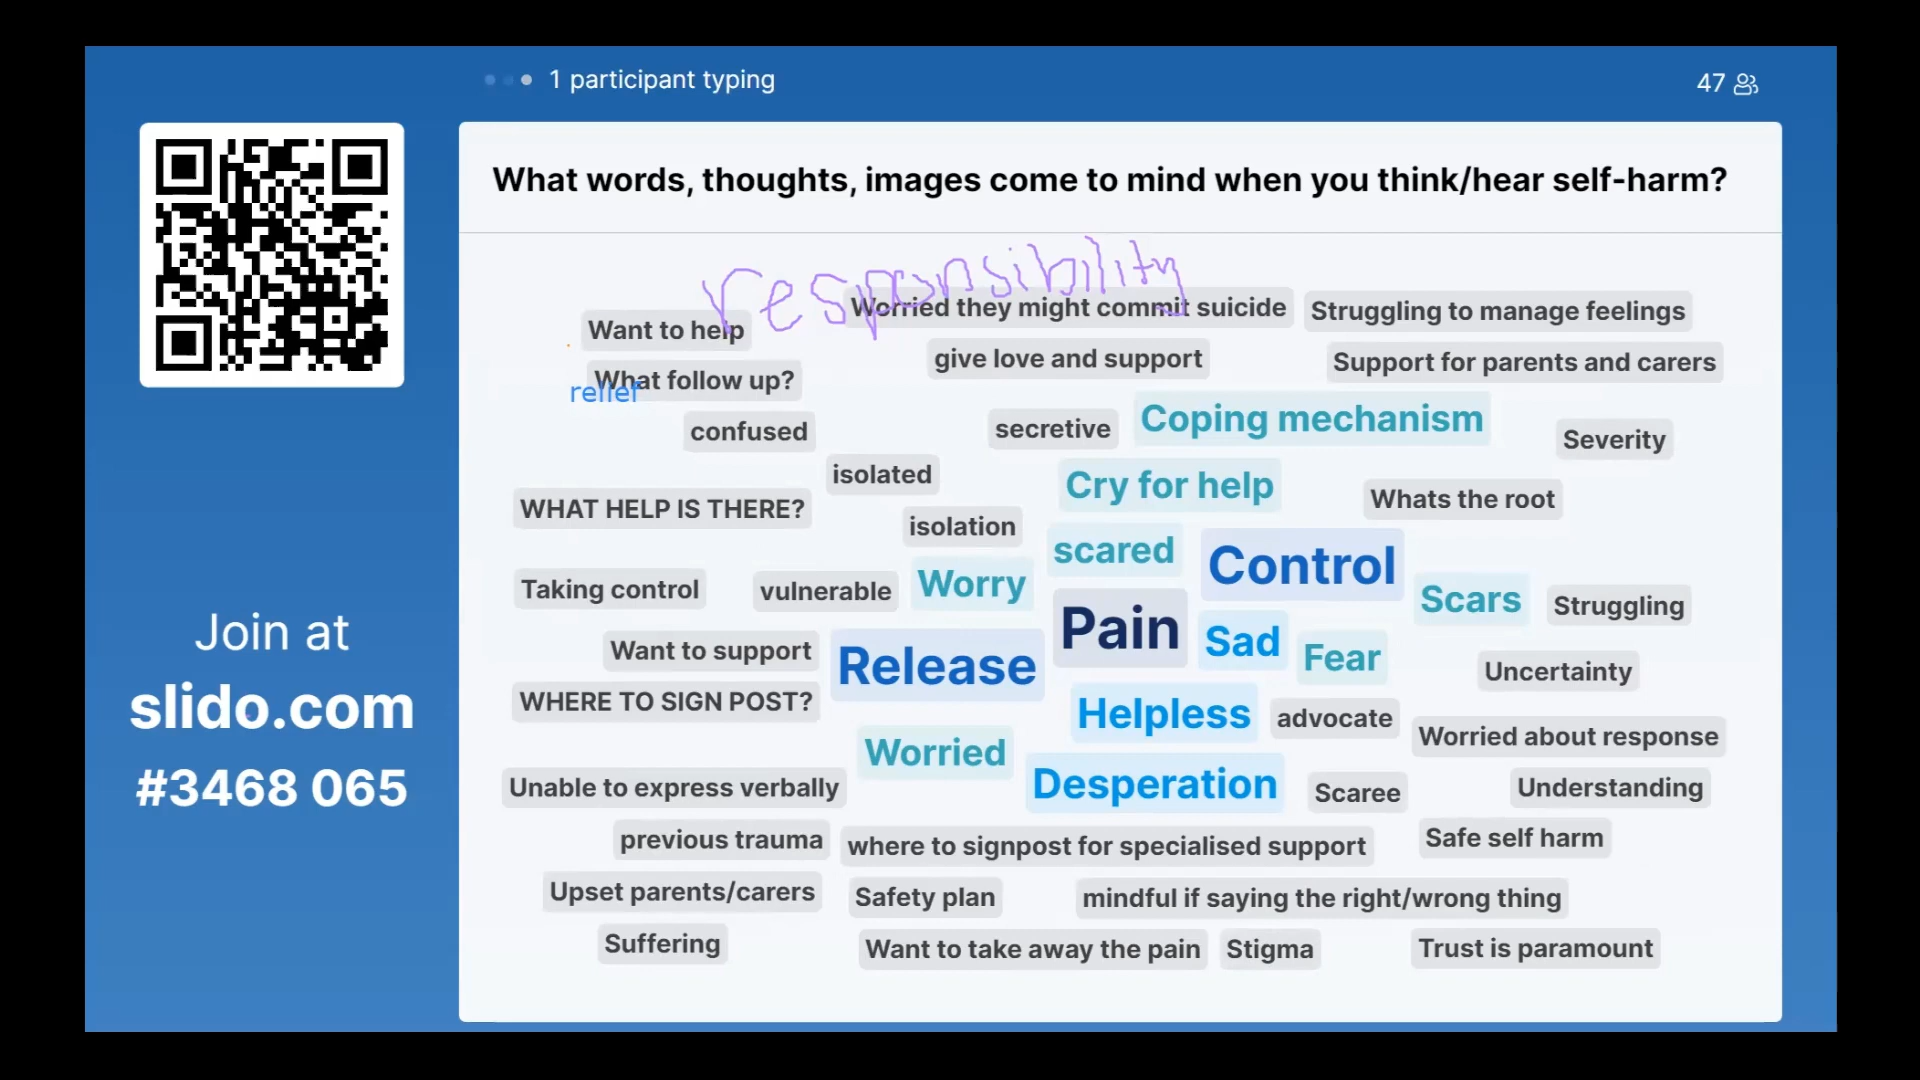 1 participant typing
47
What words, thoughts, images come to mind when you think/hear self-harm?
responsibility
Worried they might commit suicide
Struggling to manage feelings
Want to help
give love and support
Support for parents and carers
What follow up?
relief
confused
secretive
Coping mechanism
Severity
isolated
Cry for help
Whats the root
WHAT HELP IS THERE?
isolation
scared
Control
Taking control
vulnerable
Worry
Scars
Struggling
Pain
Sad
Fear
Want to support
Release
Uncertainty
WHERE TO SIGN POST?
Helpless
advocate
Worried about response
Worried
Desperation
Scaree
Understanding
Unable to express verbally
previous trauma
where to signpost for specialised support
Safe self harm
Upset parents/carers
Safety plan
mindful if saying the right/wrong thing
Suffering
Want to take away the pain
Stigma
Trust is paramount
Join at
slido.com
#3468 065